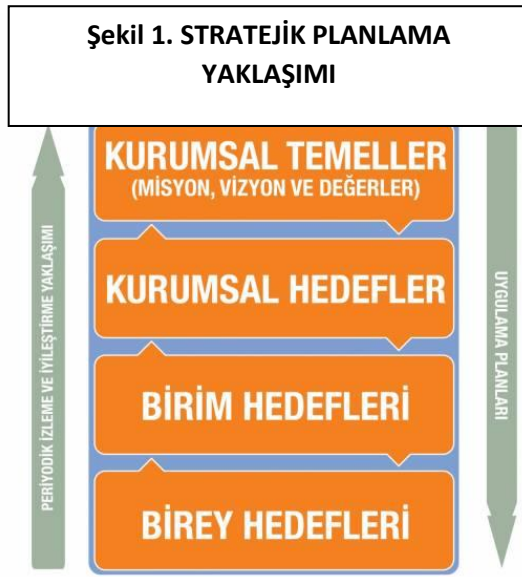 Şekil 1. STRATEJİK PLANLAMA
YAKLAŞIMI
KURUMSAL TEMELLER
(MİSYON, VİZYON VE DEĞERLER)
KURUMSAL HEDEFLER
BİRİM HEDEFLERİ
BİREY HEDEFLERİ
PERİYODİK İZLEME VE İYİLEŞTİRME YAKLAŞIMI
UYGULAMA PLANLARI